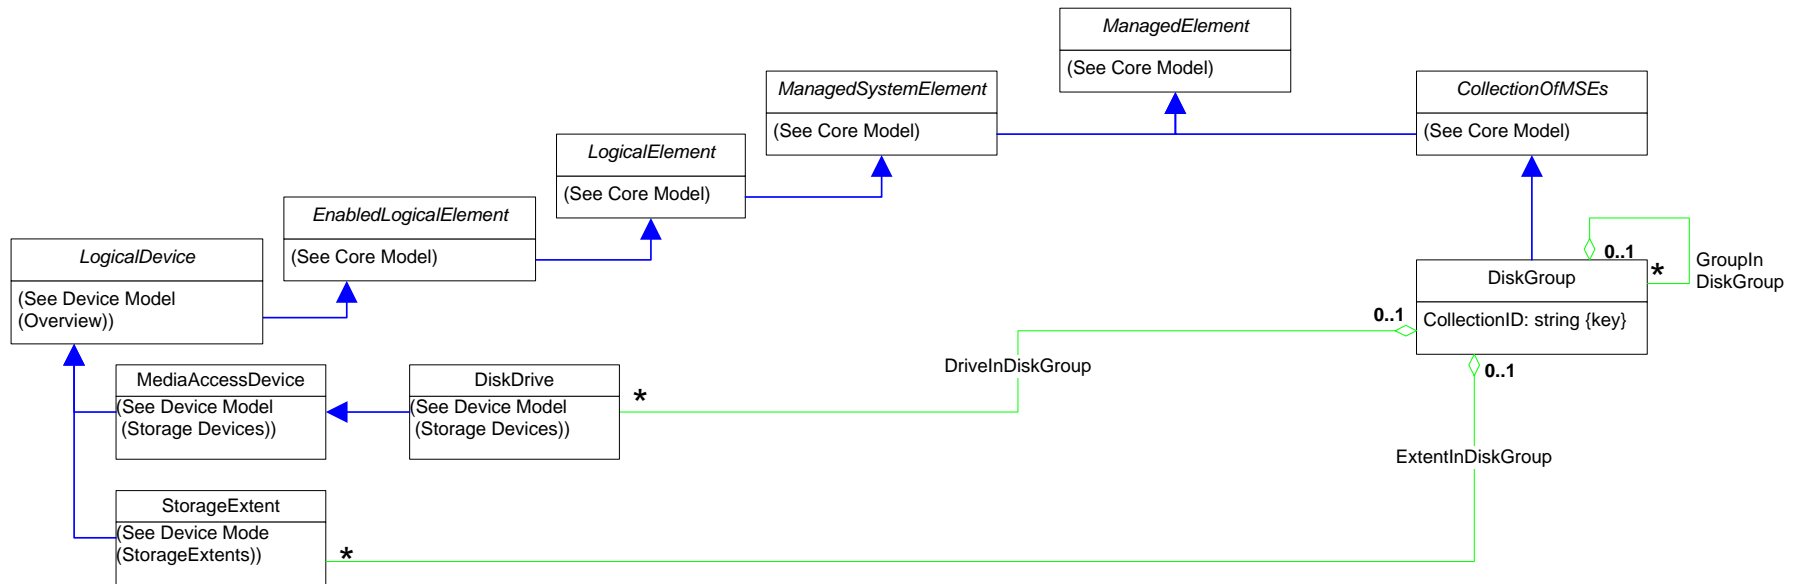 ManagedElement
(See Core Model)
ManagedSystemElement
(See Core Model)
CollectionOfMSEs
(See Core Model)
LogicalElement
(See Core Model)
EnabledLogicalElement
(See Core Model)
LogicalDevice
(See Device Model
(Overview))
0..1
*
GroupIn
DiskGroup
DiskGroup
CollectionID: string {key}
0..1
DriveInDiskGroup
0..1
MediaAccessDevice
(See Device Model
(Storage Devices))
DiskDrive
(See Device Model
(Storage Devices))
*
ExtentInDiskGroup
StorageExtent
(See Device Mode
(StorageExtents))
*